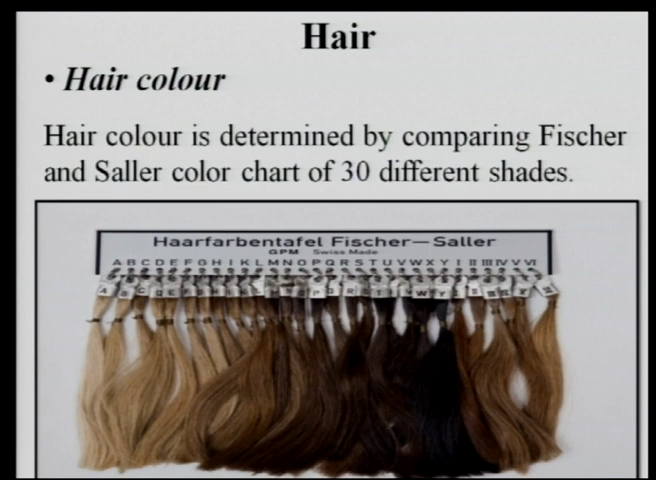 Hair
• Hair colour
Hair colour is determined by comparing Fischer
and Saller color chart of 30 different shades.
Haarfarbentafel Fischer—Saller
GPM Swiss Made
A B C D E F G H I K L M N O P Q R S T U V W X Y I II III IV V VI